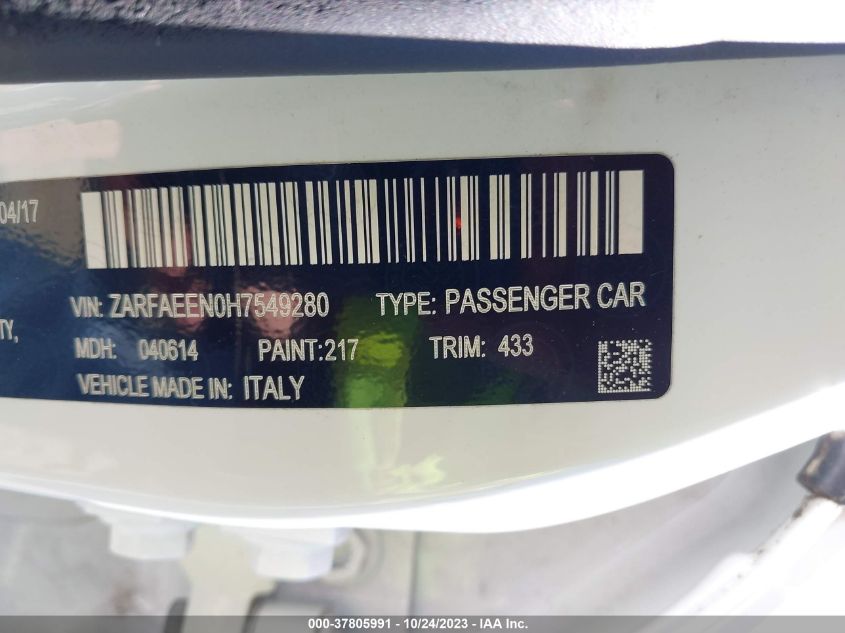 04/17
VIN: ZARFAEEN0H7549280 TYPE: PASSENGER CAR
TY,
MDH: 040614 PAINT:217 TRIM: 433
VEHICLE MADE IN: ITALY
000-37805991 - 10/24/2023 - IAA Inc.